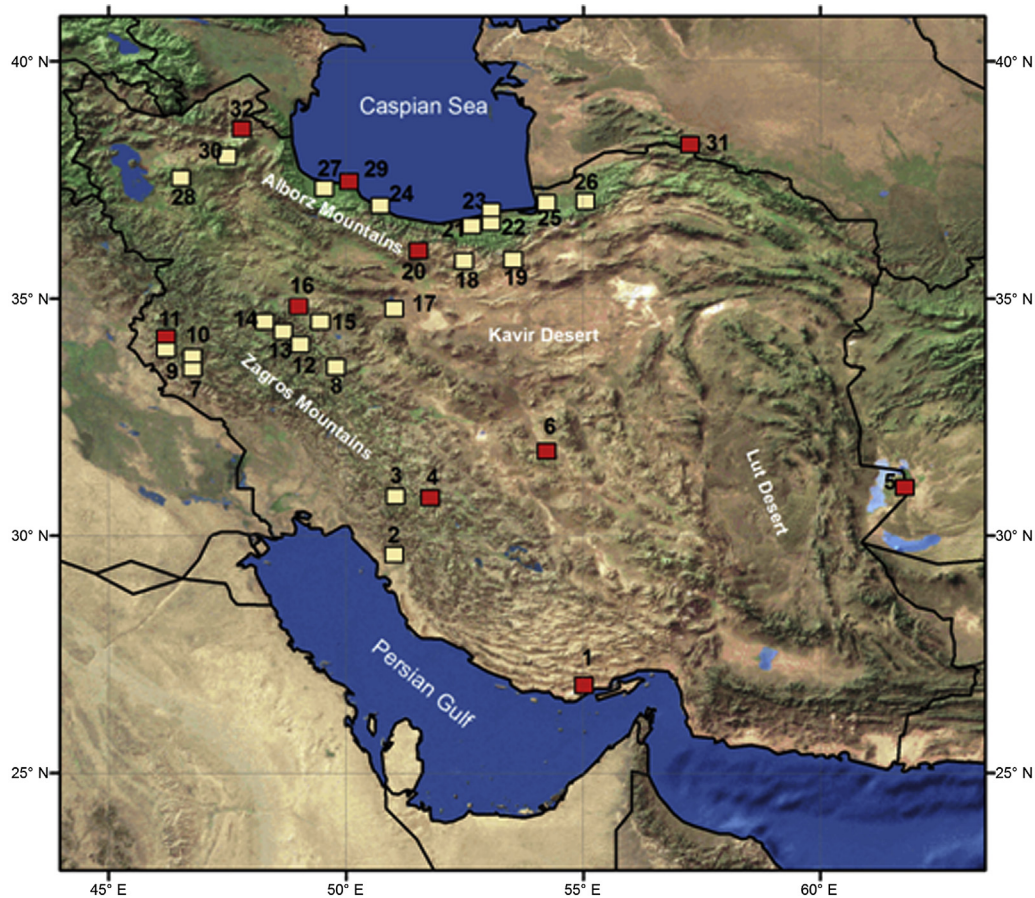 40° N
40° N
Caspian Sea
32
31
30
27
29
28
24
23
26
Alborz Mountains
21
22
25
20
18
19
35° N
35° N
16
17
11
10
14
15
Kavir Desert
13
12
9
7
8
Zagros Mountains
6
3
4
Lut Desert
5
30° N
30° N
2
1
Persian Gulf
25° N
25° N
45° E
50° E
55° E
60° E